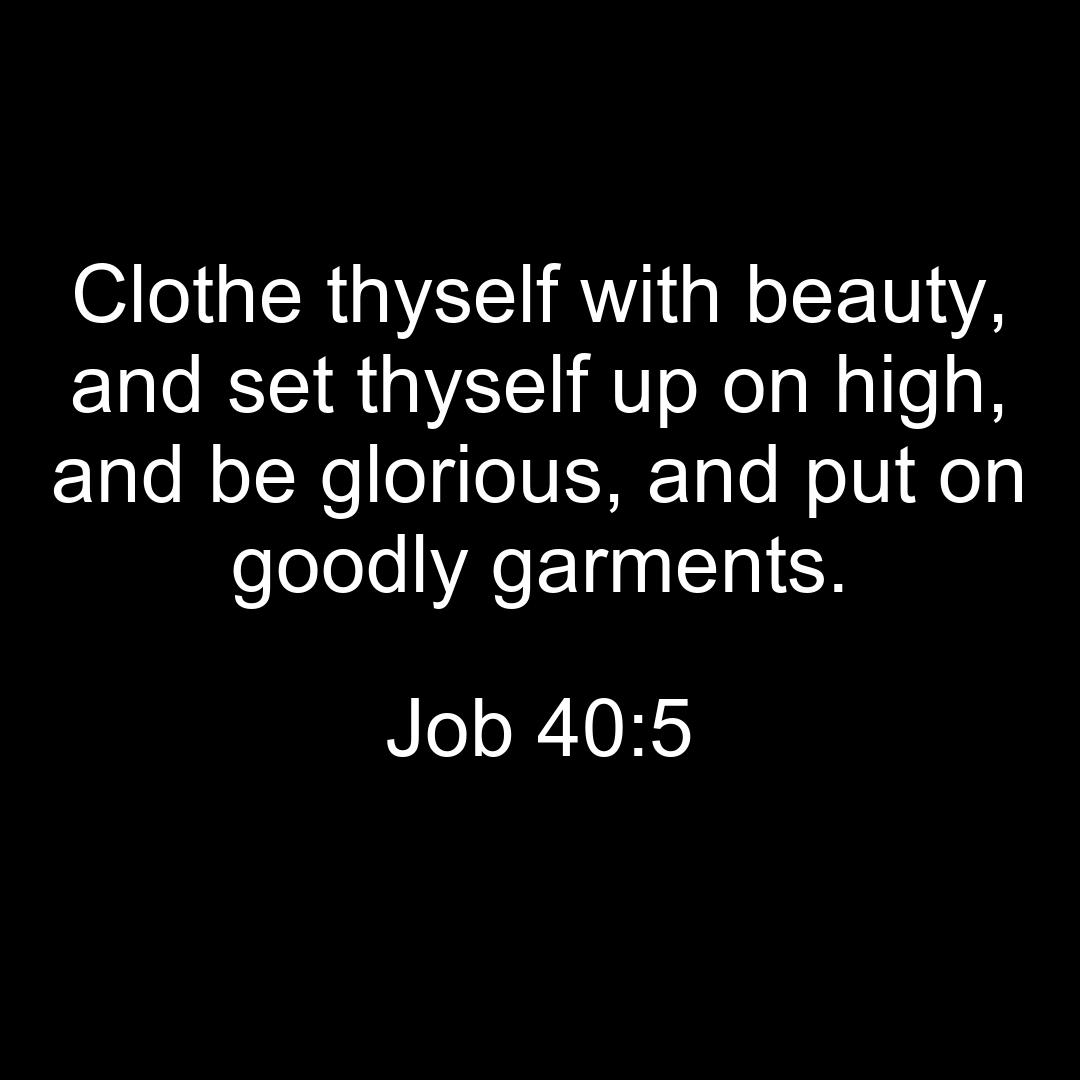 Clothe thyself with beauty,
and set thyself up on high,
and be glorious, and put on
goodly garments.
Job 40:5